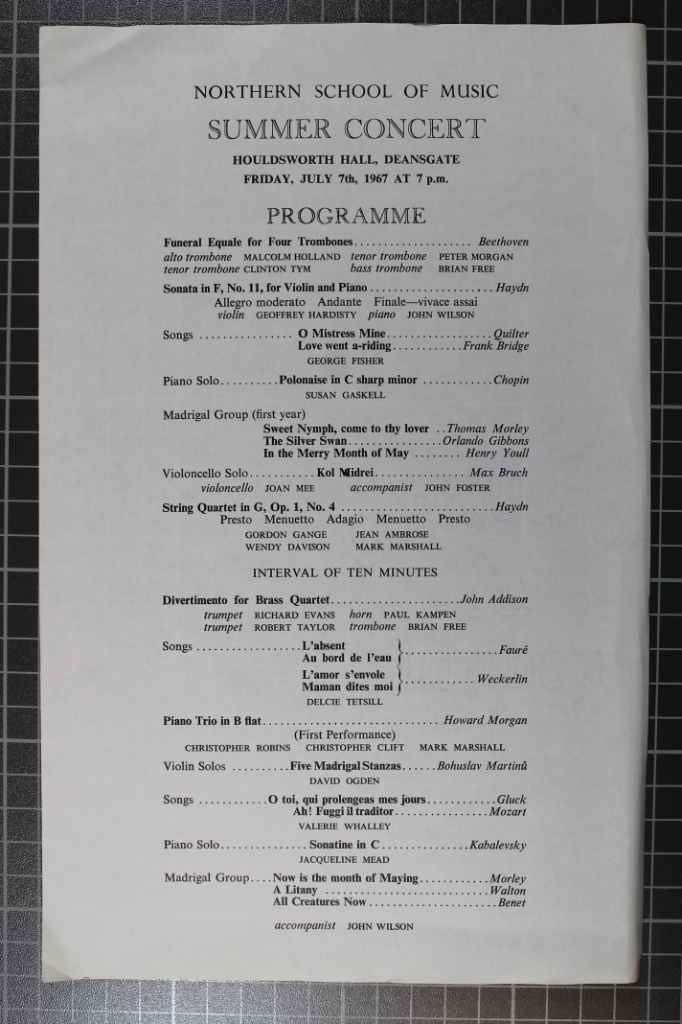 NORTHERN SCHOOL OF MUSIC
SUMMER CONCERT
HOULDSWORTH HALL, DEANSGATE
FRIDAY, JULY 7th, 1967 AT 7 p.m.
PROGRAMME
Funeral Equale for Four Trombones.................... Beethoven
alto trombone MALCOLM HOLLAND tenor trombone PETER MORGAN
tenor trombone CLINTON TYM bass trombone BRIAN FREE
Sonata in F, No. 11, for Violin and Piano ..................... Haydn
Allegro moderato Andante Finale—vivace assai
violin GEOFFREY HARDISTY piano JOHN WILSON
Songs ................ O Mistress Mine..................Quilter
Love went a-riding............Frank Bridge
GEORGE FISHER
Piano Solo..........Polonaise in C sharp minor ............Chopin
SUSAN GASKELL
Madrigal Group (first year)
Sweet Nymph, come to thy lover ..Thomas Morley
The Silver Swan................Orlando Gibbons
In the Merry Month of May ........ Henry Youll
Violoncello Solo...........Kol Midrei............... Max Bruch
violoncello JOAN MEE accompanist JOHN FOSTER
String Quartet in G, Op. 1, No. 4 ..........................Haydn
Presto Menuetto Adagio Menuetto Presto
GORDON GANGE JEAN AMBROSE
WENDY DAVISON MARK MARSHALL
INTERVAL OF TEN MINUTES
Divertimento for Brass Quartet......................John Addison
trumpet RICHARD EVANS horn PAUL KAMPEN
trumpet ROBERT TAYLOR trombone BRIAN FREE
Songs .................. L'absent
Au bord de l'eau ................ Fauré
L'amor s'envole
Maman dites moi ............ Weckerlin
DELCIE TETSILL
Piano Trio in B flat.............................. Howard Morgan
(First Performance)
CHRISTOPHER ROBINS CHRISTOPHER CLIFT MARK MARSHALL
Violin Solos ..........Five Madrigal Stanzas...... Bohuslav Martinů
DAVID OGDEN
Songs ............O toi, qui prolengeas mes jours............Gluck
Ah! Fuggi il traditor................Mozart
VALERIE WHALLEY
Piano Solo...............Sonatine in C...............Kabalevsky
JACQUELINE MEAD
Madrigal Group....Now is the month of Maying............Morley
A Litany ............................Walton
All Creatures Now......................Benet
accompanist JOHN WILSON